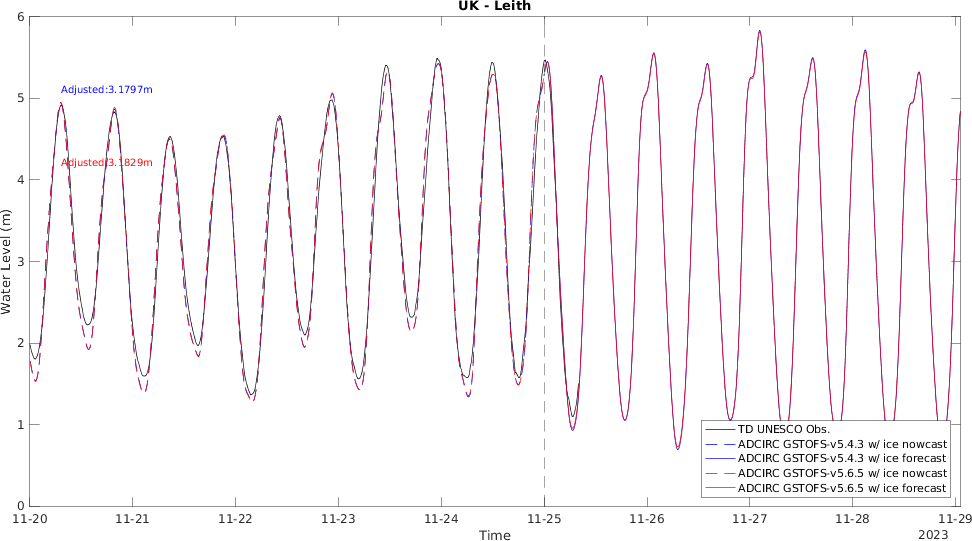 UK - Leith
6
5
4
3
2
1
0
Water Level (m)
Adjusted:3.1797m
Adjusted:3.1829m
TD UNESCO Obs.
ADCIRC GSTOFS-v5.4.3 w/ ice nowcast
ADCIRC GSTOFS-v5.4.3 w/ ice forecast
ADCIRC GSTOFS-v5.6.5 w/ ice nowcast
ADCIRC GSTOFS-v5.6.5 w/ ice forecast
11-20 11-21 11-22 11-23 11-24 11-25 11-26 11-27 11-28 11-29
Time
2023